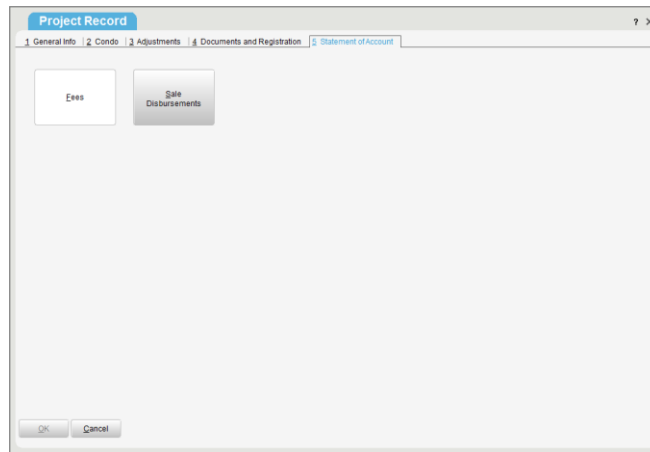 Project Record
? X
1 General Info | 2 Condo | 3 Adjustments | 4 Documents and Registration | 5 Statement of Account
Fees
Sale
Disbursements
OK
Cancel